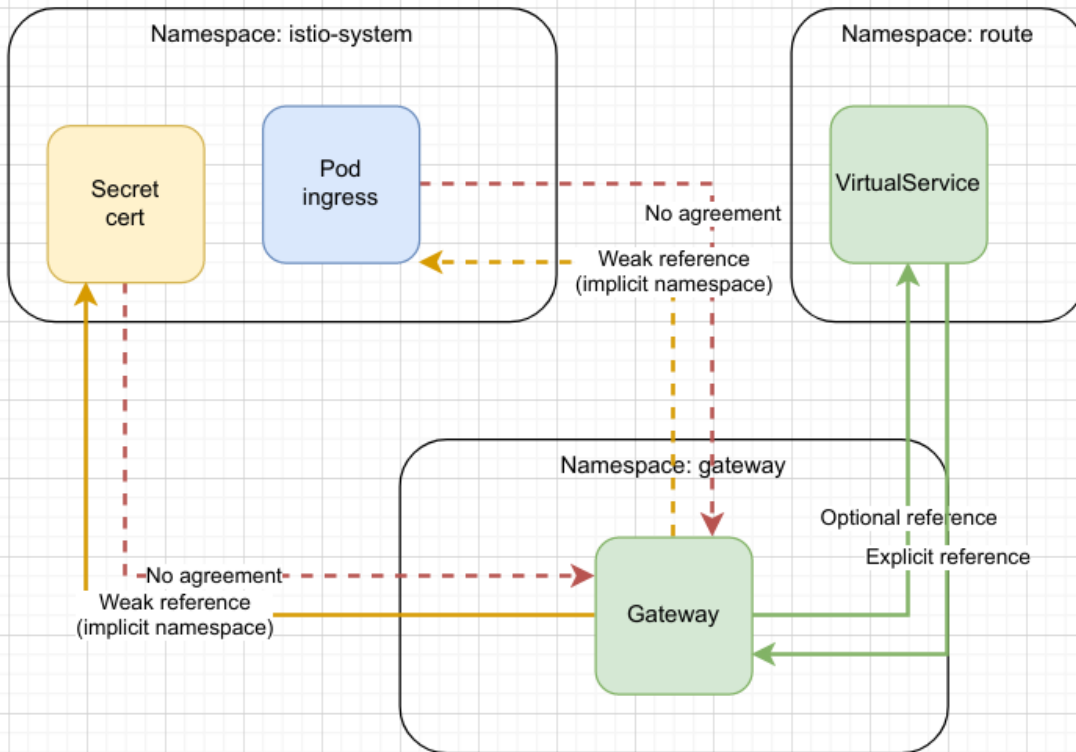 Namespace: istio-system
Namespace: route
Secret
cert
Pod
ingress
VirtualService
No agreement
Weak reference
(implicit namespace)
Namespace: gateway
Optional reference
Explicit reference
No agreement
Weak reference
(implicit namespace)
Gateway